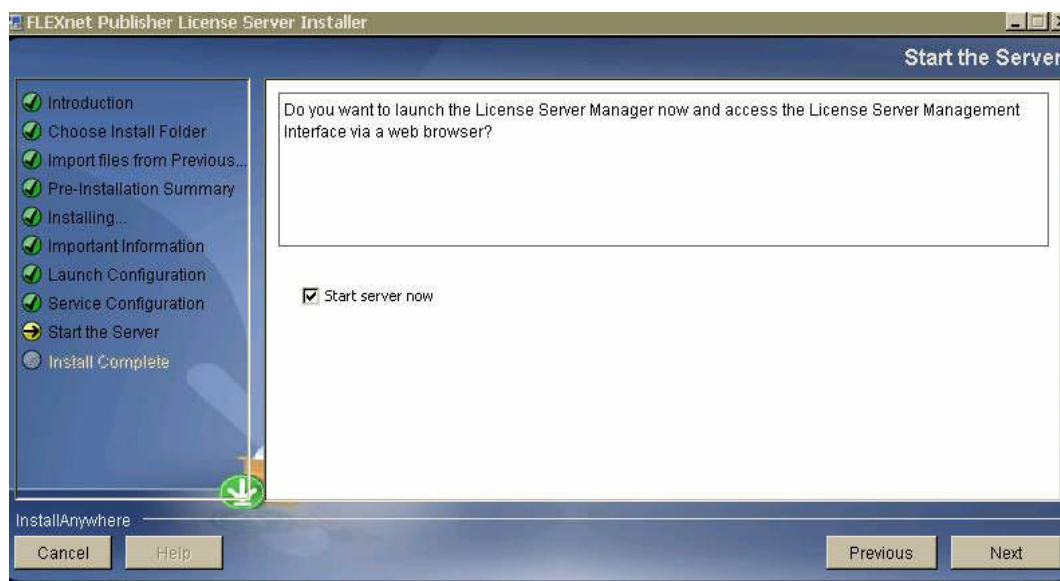 FLEXnet Publisher License Server Installer
Start the Server
Introduction
Choose Install Folder
Import files from Previous...
Pre-Installation Summary
Installing...
Important Information
Launch Configuration
Service Configuration
Start the Server
Install Complete
Do you want to launch the License Server Manager now and access the License Server Management
Interface via a web browser?
Start server now
InstallAnywhere
Cancel
Help
Previous
Next